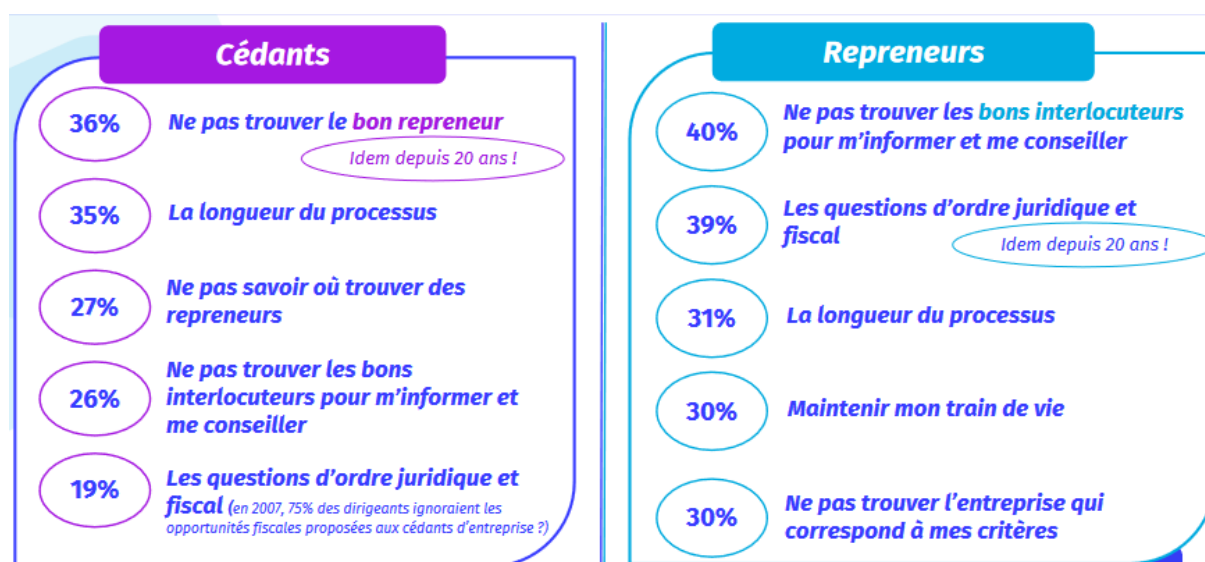 Cédants
36%
Ne pas trouver le bon repreneur
Idem depuis 20 ans !
35%
La longueur du processus
27%
Ne pas savoir où trouver des
repreneurs
26%
Ne pas trouver les bons
interlocuteurs pour m'informer et
me conseiller
19%
Les questions d'ordre juridique et
fiscal (en 2007, 75% des dirigeants ignoraient les
opportunités fiscales proposées aux cédants d'entreprise ?)
Repreneurs
40%
Ne pas trouver les bons interlocuteurs
pour m'informer et me conseiller
39%
Les questions d'ordre juridique et
fiscal
Idem depuis 20 ans !
31%
La longueur du processus
30%
Maintenir mon train de vie
30%
Ne pas trouver l'entreprise qui
correspond à mes critères